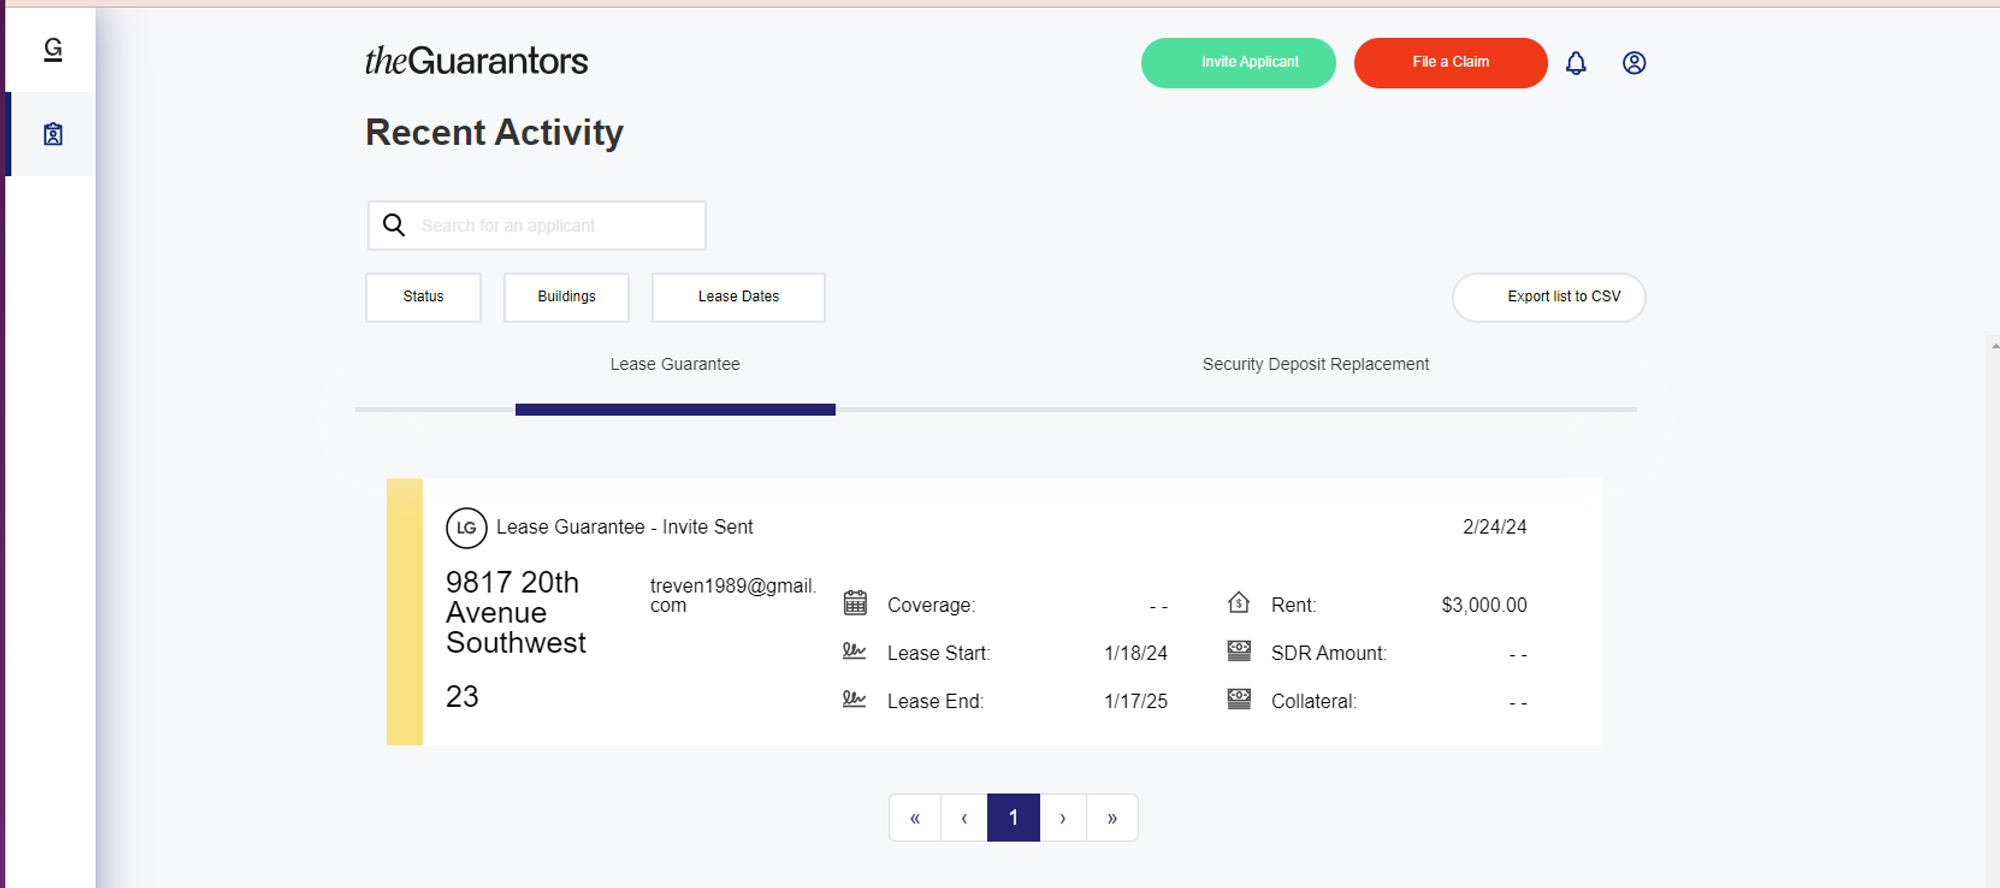 G
theGuarantors
Invite Applicant
File a Claim
Recent Activity
Search for an applicant
Status
Buildings
Lease Dates
Export list to CSV
Lease Guarantee
Security Deposit Replacement
LG
Lease Guarantee - Invite Sent
2/24/24
9817 20th
Avenue
Southwest
23
treven1989@gmail.
com
Coverage: - -
Lease Start: 1/18/24
Lease End: 1/17/25
Rent: $3,000.00
SDR Amount: - -
Collateral: - -
« ‹ 1 › »